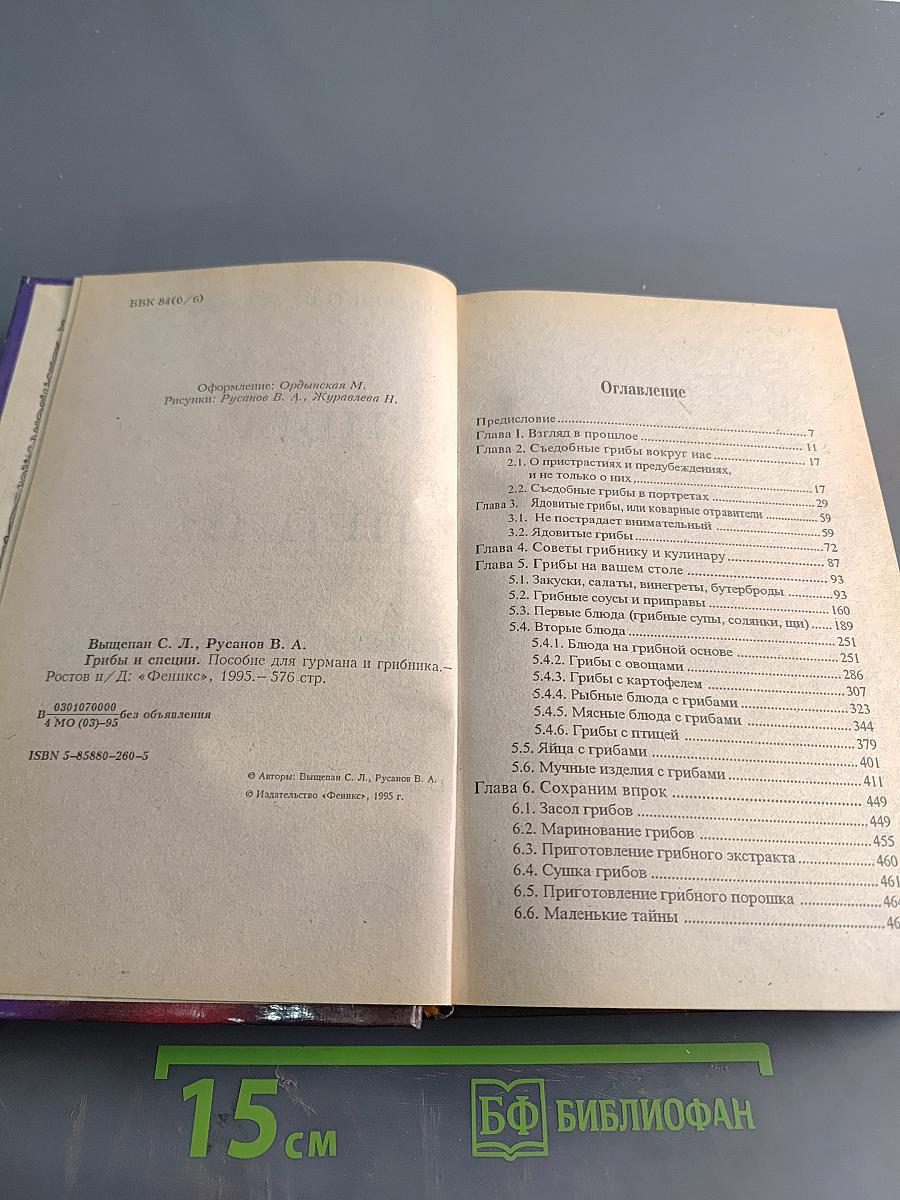 ББК 84(0/6)
Оформление: Ордынская М.
Рисунки: Русанов В. А., Журавлева Н.
Выщепан С. Л., Русанов В. А.
Грибы и специи. Пособие для гурмана и грибника.–
Ростов н/Д: «Феникс», 1995.– 576 стр.
В 0301070000 без объявления
4 МО (03)–95
ISBN 5–85880–260–5
© Авторы: Выщепан С. Л., Русанов В. А.
© Издательство «Феникс», 1995 г.
Оглавление
Предисловие ........ 7
Глава 1. Взгляд в прошлое ........ 11
Глава 2. Съедобные грибы вокруг нас ........ 17
2.1. О пристрастиях и предубеждениях,
и не только о них ........ 17
2.2. Съедобные грибы в портретах ........ 29
Глава 3. Ядовитые грибы, или коварные отравители ........ 59
3.1. Не пострадает внимательный ........ 59
3.2. Ядовитые грибы ........ 72
Глава 4. Советы грибнику и кулинару ........ 87
Глава 5. Грибы на вашем столе ........ 93
5.1. Закуски, салаты, винегреты, бутерброды ........ 93
5.2. Грибные соусы и приправы ........ 160
5.3. Первые блюда (грибные супы, солянки, щи) ........ 189
5.4. Вторые блюда ........ 251
5.4.1. Блюда на грибной основе ........ 251
5.4.2. Грибы с овощами ........ 286
5.4.3. Грибы с картофелем ........ 307
5.4.4. Рыбные блюда с грибами ........ 323
5.4.5. Мясные блюда с грибами ........ 344
5.4.6. Грибы с птицей ........ 379
5.5. Яйца с грибами ........ 401
5.6. Мучные изделия с грибами ........ 411
Глава 6. Сохраним впрок ........ 449
6.1. Засол грибов ........ 449
6.2. Маринование грибов ........ 455
6.3. Приготовление грибного экстракта ........ 460
6.4. Сушка грибов ........ 461
6.5. Приготовление грибного порошка ........ 464
6.6. Маленькие тайны ........ 46
15 см
БФ БИБЛИОФАН